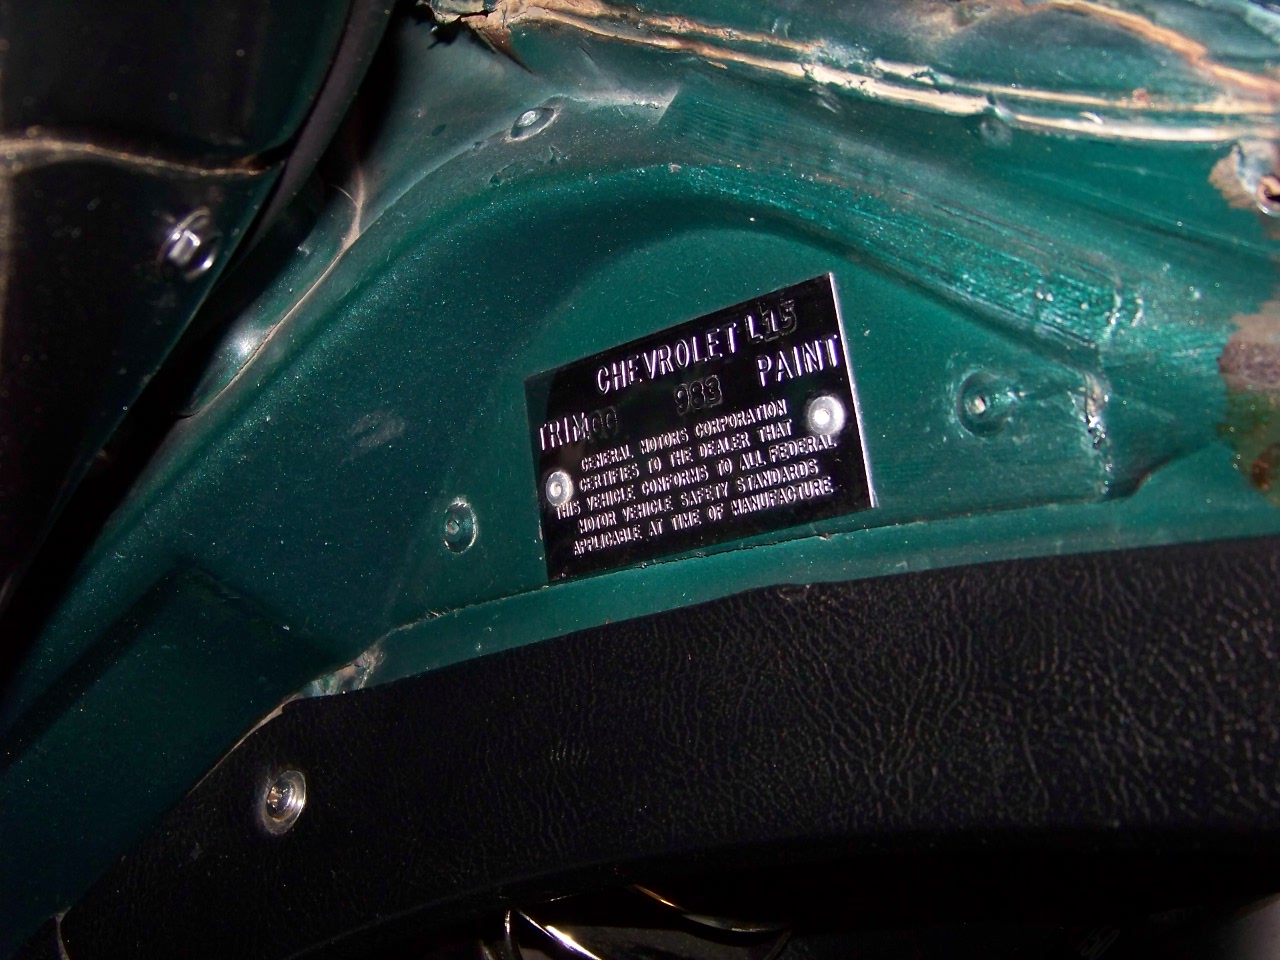 CHEVROLET L15
TRIM 983 PAINT
GENERAL MOTORS CORPORATION
CERTIFIES TO THE DEALER THAT
THIS VEHICLE CONFORMS TO ALL FEDERAL
MOTOR VEHICLE SAFETY STANDARDS
APPLICABLE AT TIME OF MANUFACTURE